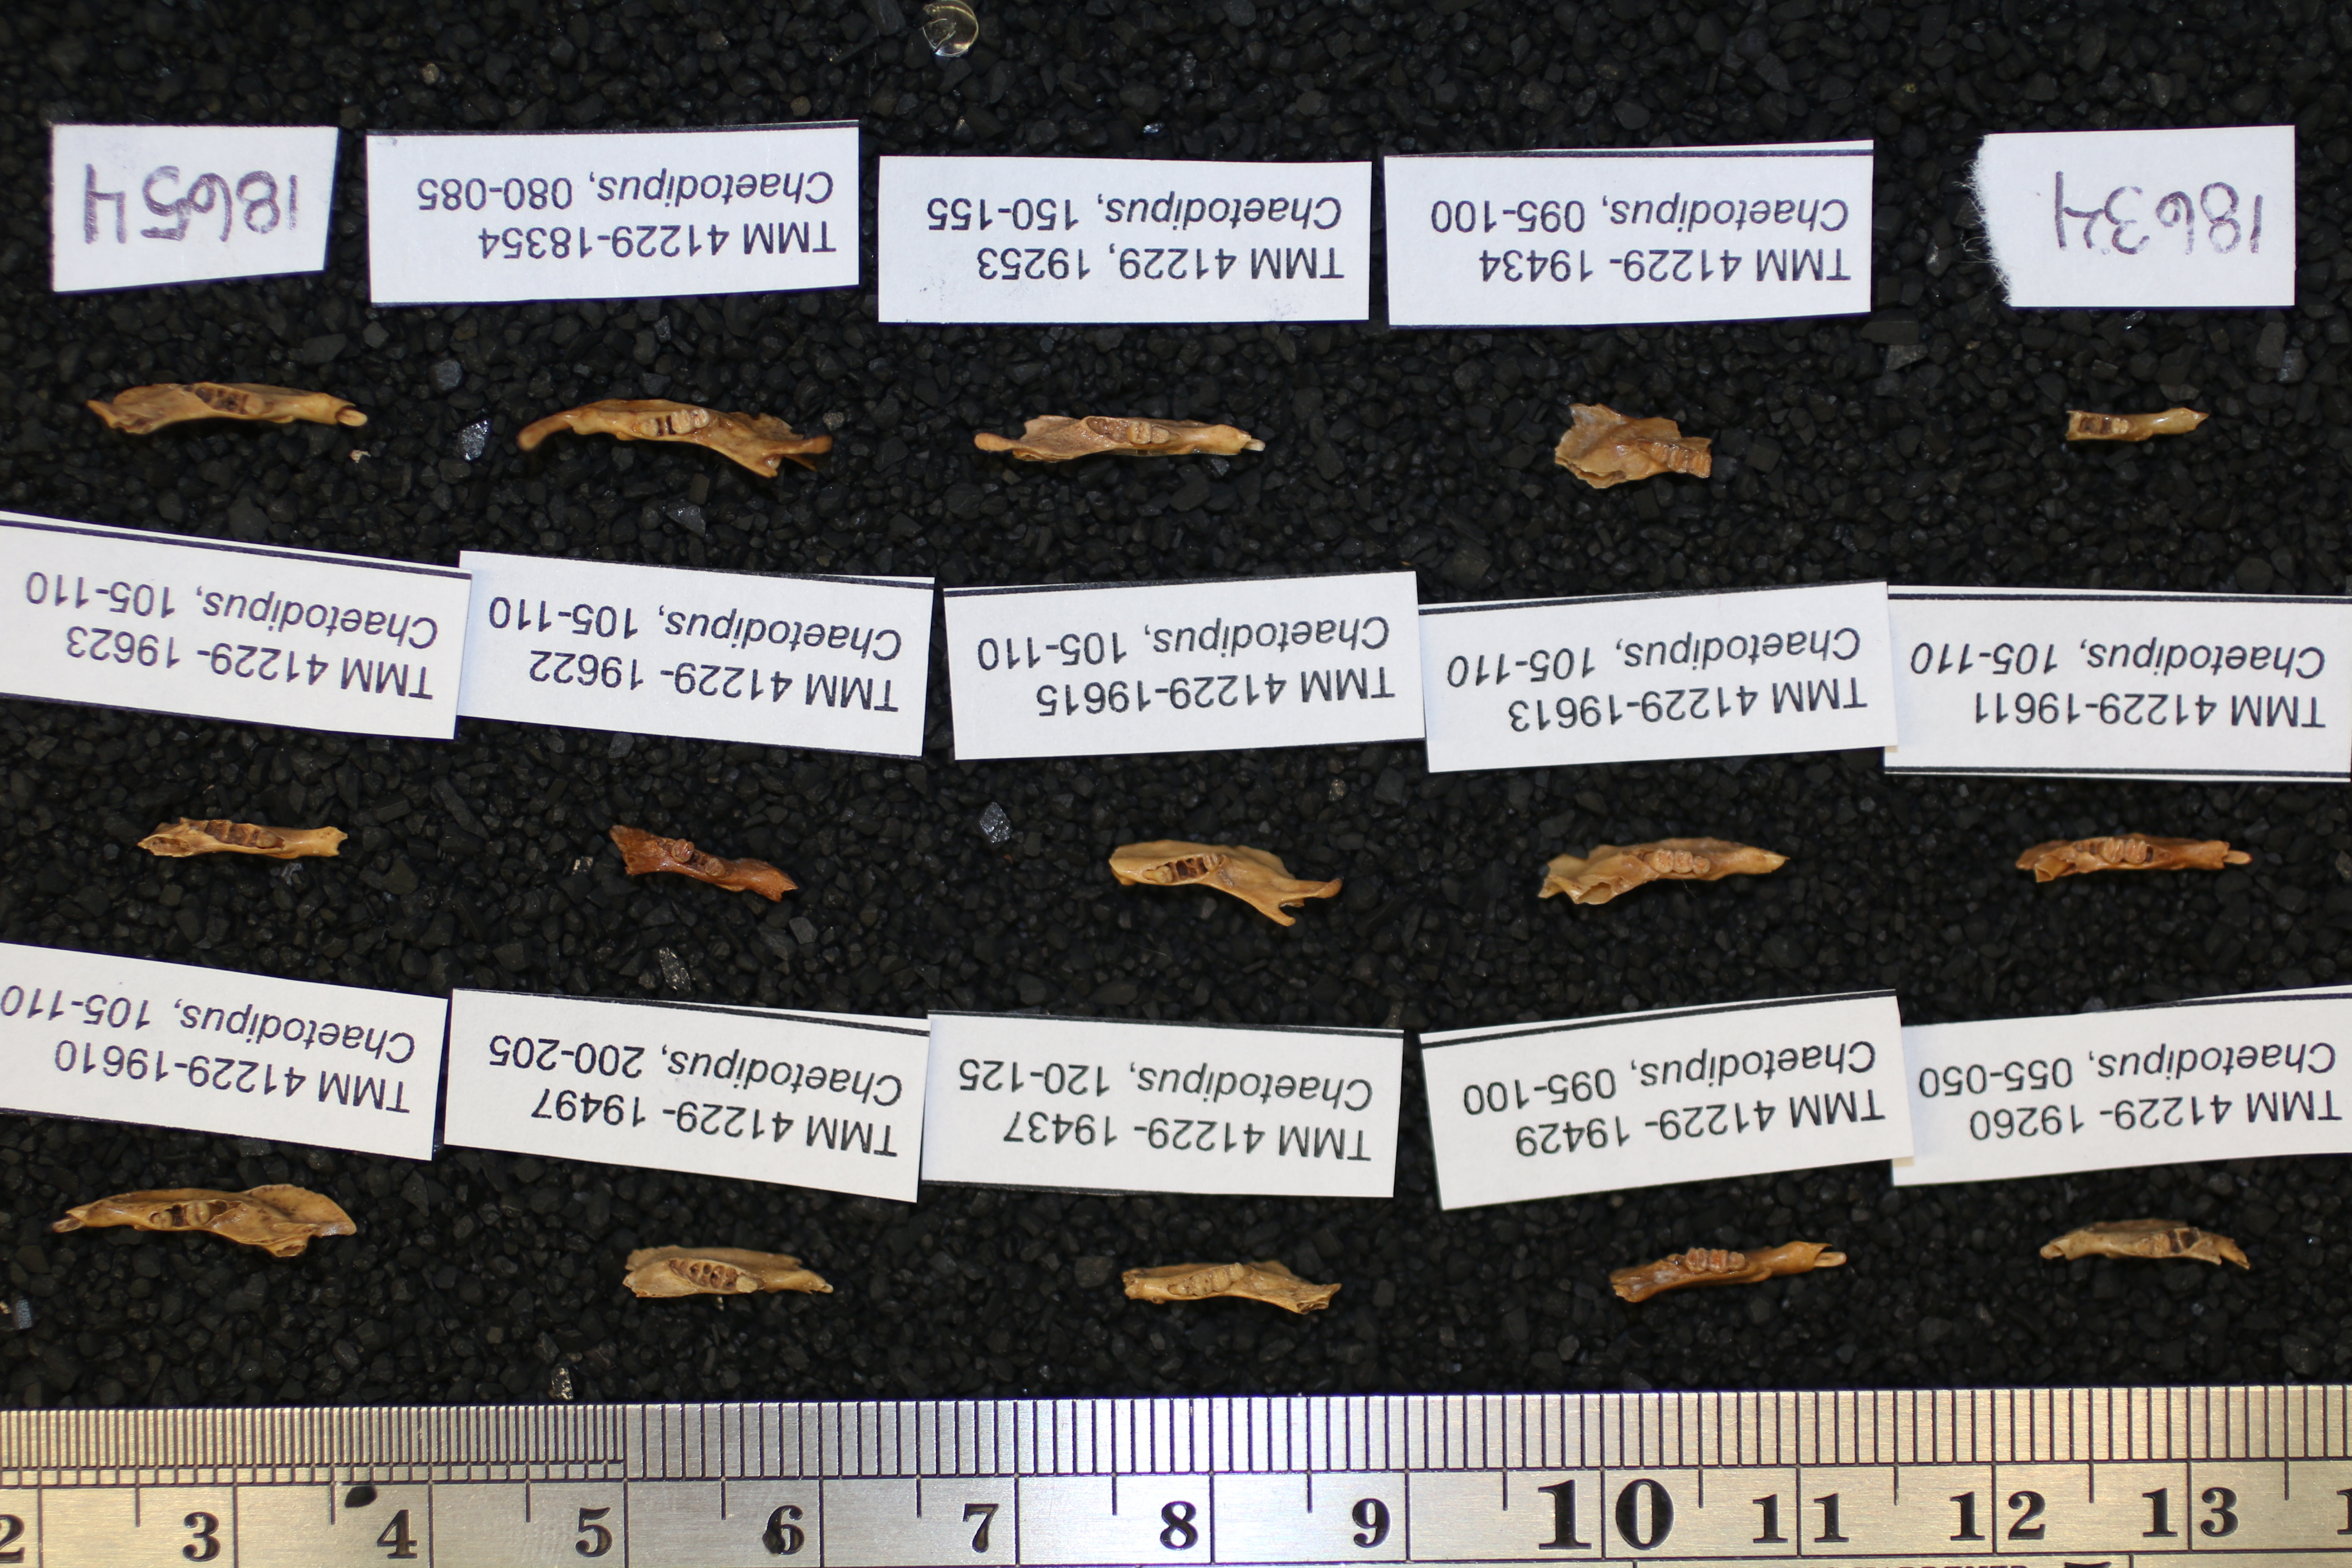 3 4 5 6 7 8 9 10 11 12 13
TMM 41229- 19260
Chaetodipus, 055-050
TMM 41229- 19429
Chaetodipus, 095-100
TMM 41229- 19437
Chaetodipus, 120-125
TMM 41229- 19497
Chaetodipus, 200-205
TMM 41229-19610
Chaetodipus, 105-110
TMM 41229-19611
Chaetodipus, 105-110
TMM 41229-19613
Chaetodipus, 105-110
TMM 41229-19615
Chaetodipus, 105-110
TMM 41229- 19622
Chaetodipus, 105-110
TMM 41229- 19623
Chaetodipus, 105-110
18634
TMM 41229- 19434
Chaetodipus, 095-100
TMM 41229, 19253
Chaetodipus, 150-155
TMM 41229-18354
Chaetodipus, 080-085
18654